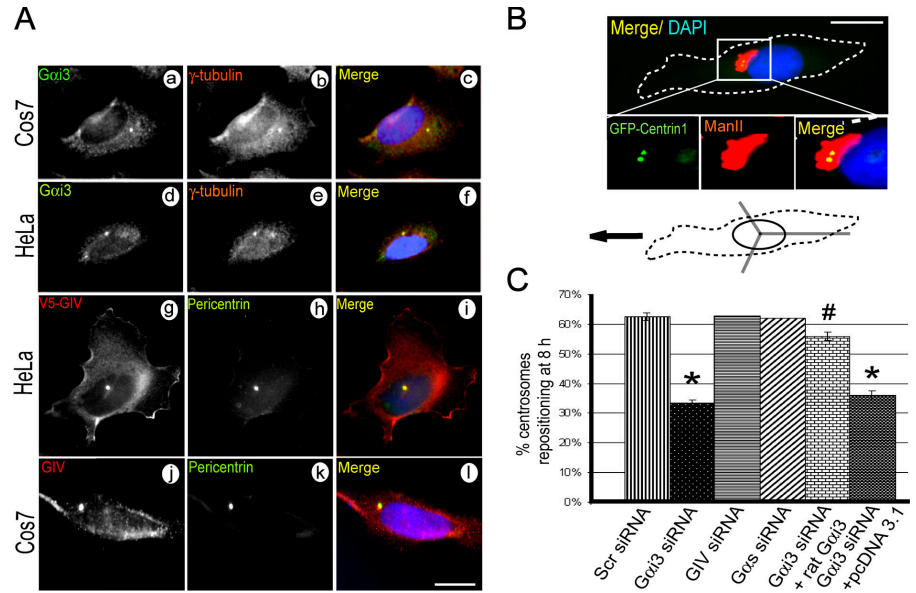 A
Cos7
Gαi3
a
γ-tubulin
b
Merge
c
HeLa
Gαi3
d
γ-tubulin
e
Merge
f
HeLa
V5-GIV
g
Pericentrin
h
Merge
i
Cos7
GIV
j
Pericentrin
k
Merge
l
B
Merge/ DAPI
GFP-Centrin1
ManII
Merge
C
% centrosomes
repositioning at 8 h
70%
60%
50%
40%
30%
20%
10%
0%
*
#
*
Scr siRNA
Gαi3 siRNA
GIV siRNA
Gαs siRNA
Gαi3 siRNA
+ rat Gαi3
Gαi3 siRNA
+pcDNA 3.1